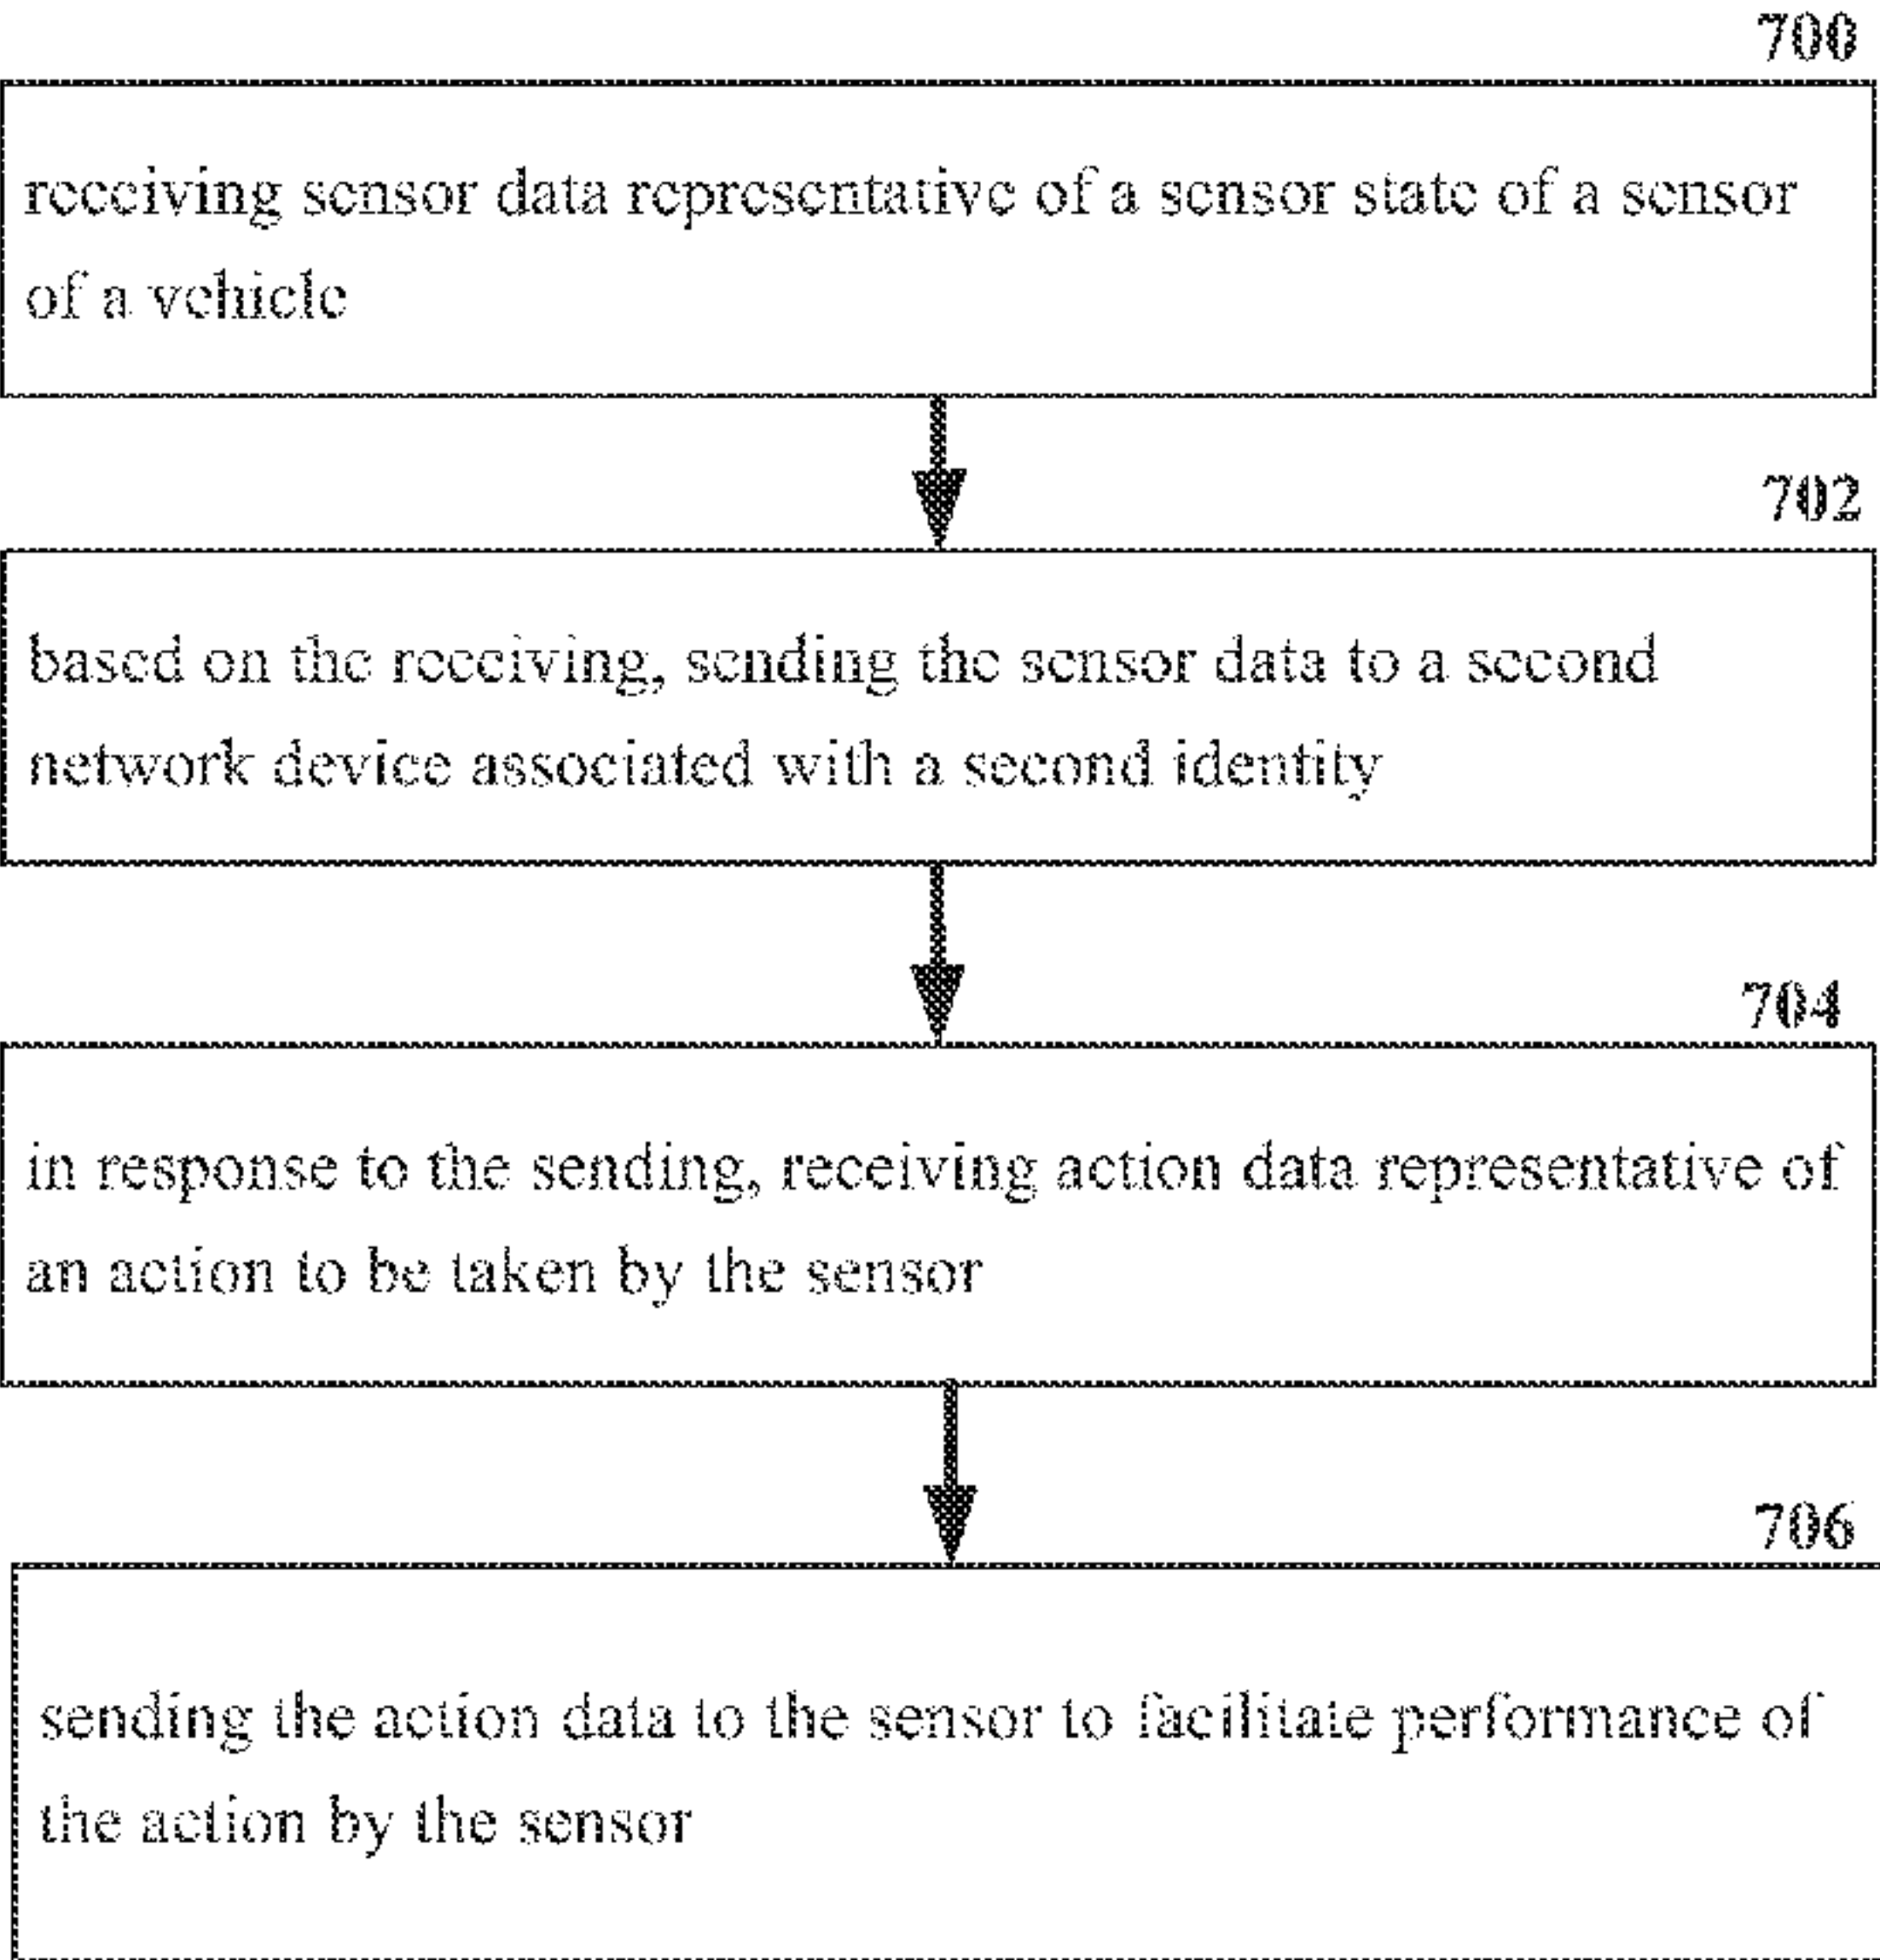 700
receiving sensor data representative of a sensor state of a sensor
of a vehicle
702
based on the receiving, sending the sensor data to a second
network device associated with a second identity
704
in response to the sending, receiving action data representative of
an action to be taken by the sensor
706
sending the action data to the sensor to facilitate performance of
the action by the sensor